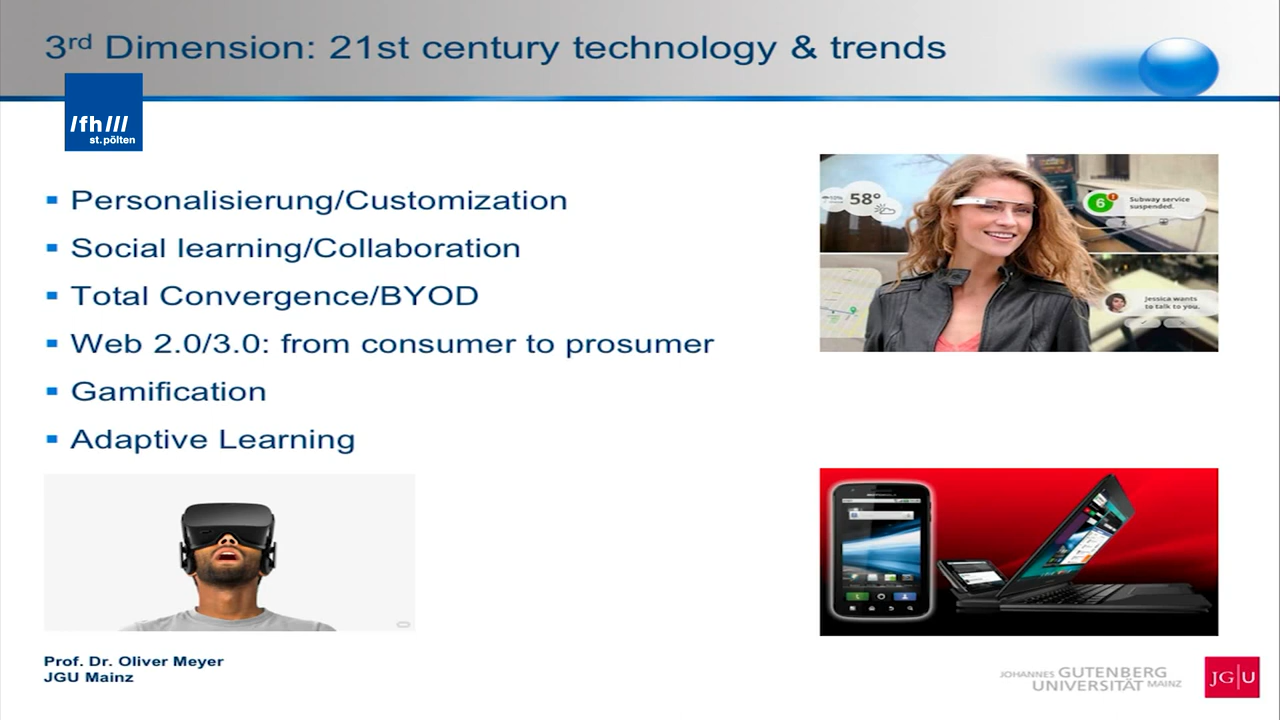 3rd Dimension: 21st century technology & trends
/fh///
st.pölten
58°
6
Subway service
suspended.
▪ Personalisierung/Customization
▪ Social learning/Collaboration
▪ Total Convergence/BYOD
Jessica wants
to talk to you.
▪ Web 2.0/3.0: from consumer to prosumer
▪ Gamification
▪ Adaptive Learning
MOTOROLA
Prof. Dr. Oliver Meyer
JGU Mainz
JOHANNES GUTENBERG
UNIVERSITÄT MAINZ
JG|U